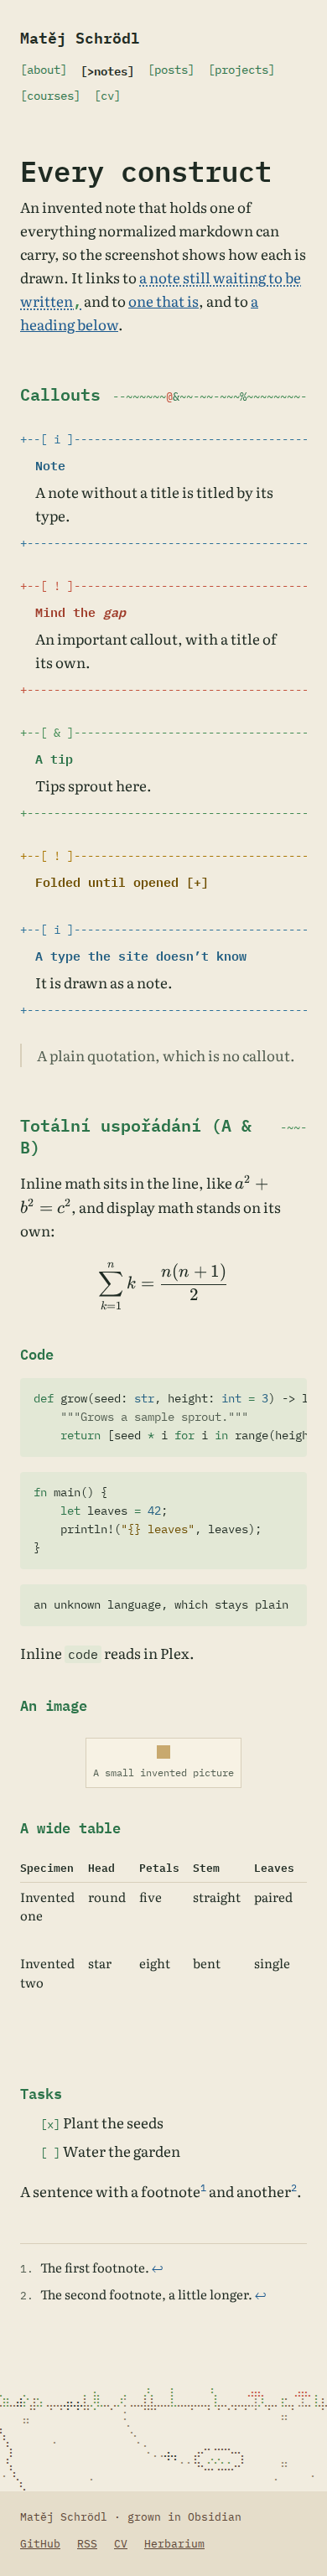 Matěj Schrödl
[about] [>notes] [posts] [projects]
[courses] [cv]
Every construct
An invented note that holds one of
everything normalized markdown can
carry, so the screenshot shows how each is
drawn. It links to a note still waiting to be
written, and to one that is, and to a
heading below.
Callouts --~~~~~~@&~~-~~-~~~%~~~~~~~~-
+--[ i ]-----------------------------------
Note
A note without a title is titled by its
type.
+------------------------------------------
+--[ ! ]-----------------------------------
Mind the gap
An important callout, with a title of
its own.
+------------------------------------------
+--[ & ]-----------------------------------
A tip
Tips sprout here.
+------------------------------------------
+--[ ! ]-----------------------------------
Folded until opened [+]
+--[ i ]-----------------------------------
A type the site doesn’t know
It is drawn as a note.
+------------------------------------------
A plain quotation, which is no callout.
Totální uspořádání (A & -~~-
B)
Inline math sits in the line, like a² +
b² = c², and display math stands on its
own:
n∑k=1 k = n(n + 1)/2
Code
def grow(seed: str, height: int = 3) -> l
"""Grows a sample sprout."""
return [seed * i for i in range(heigh
fn main() {
let leaves = 42;
println!("{} leaves", leaves);
}
an unknown language, which stays plain
Inline code reads in Plex.
An image
A small invented picture
A wide table
Specimen Head Petals Stem Leaves
Invented round five straight paired
one
Invented star eight bent single
two
Tasks
[x] Plant the seeds
[ ] Water the garden
A sentence with a footnote¹ and another².
1. The first footnote. ↩
2. The second footnote, a little longer. ↩
Matěj Schrödl · grown in Obsidian
GitHub RSS CV Herbarium